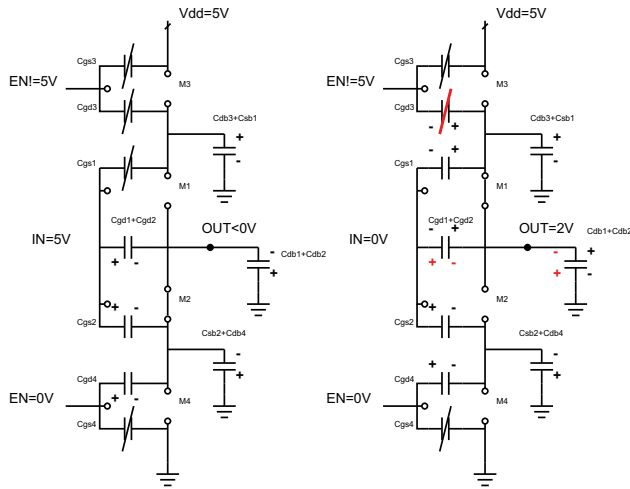 Vdd=5V
Cgs3
EN!=5V
M3
Cgd3
Cdb3+Csb1
+
-
Cgs1
M1
Cgd1+Cgd2
IN=5V
OUT<0V
Cdb1+Cdb2
-
+ -
+
+ -
M2
Cgs2
Csb2+Cdb4
-
+
Cgd4
EN=0V
+ -
M4
Cgs4
Vdd=5V
Cgs3
EN!=5V
M3
Cgd3
Cdb3+Csb1
- +
+
-
- +
Cgs1
M1
Cgd1+Cgd2
- +
IN=0V
OUT=2V
Cdb1+Cdb2
- +
+ -
+ -
+ -
M2
Cgs2
Csb2+Cdb4
-
+
+ -
Cgd4
EN=0V
M4
Cgs4